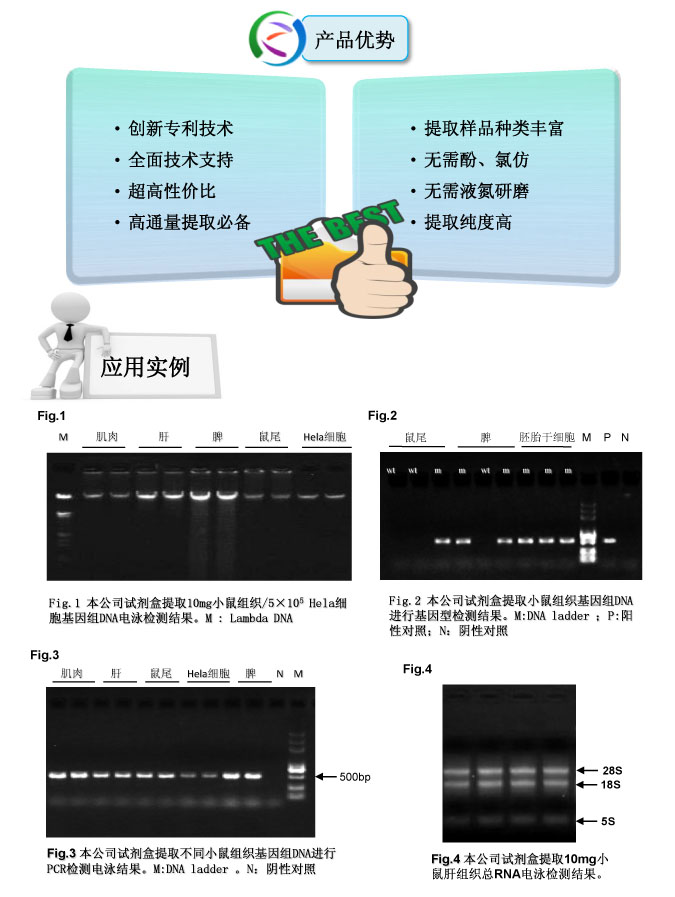 产品优势
• 创新专利技术
• 全面技术支持
• 超高性价比
• 高通量提取必备
• 提取样品种类丰富
• 无需酚、氯仿
• 无需液氮研磨
• 提取纯度高
THE BEST
应用实例
Fig.1
M 肌肉 肝 脾 鼠尾 Hela细胞
Fig.1 本公司试剂盒提取10mg小鼠组织/5×10⁵ Hela细
胞基因组DNA电泳检测结果。M : Lambda DNA
Fig.2
鼠尾 脾 胚胎干细胞 M P N
wt wt m m wt m m m m
Fig.2 本公司试剂盒提取小鼠组织基因组DNA
进行基因型检测结果。M:DNA ladder ; P:阳
性对照; N: 阴性对照
Fig.3
肌肉 肝 鼠尾 Hela细胞 脾 N M
500bp
Fig.3 本公司试剂盒提取不同小鼠组织基因组DNA进行
PCR检测电泳结果。M:DNA ladder 。N: 阴性对照
Fig.4
28S
18S
5S
Fig.4 本公司试剂盒提取10mg小
鼠肝组织总RNA电泳检测结果。